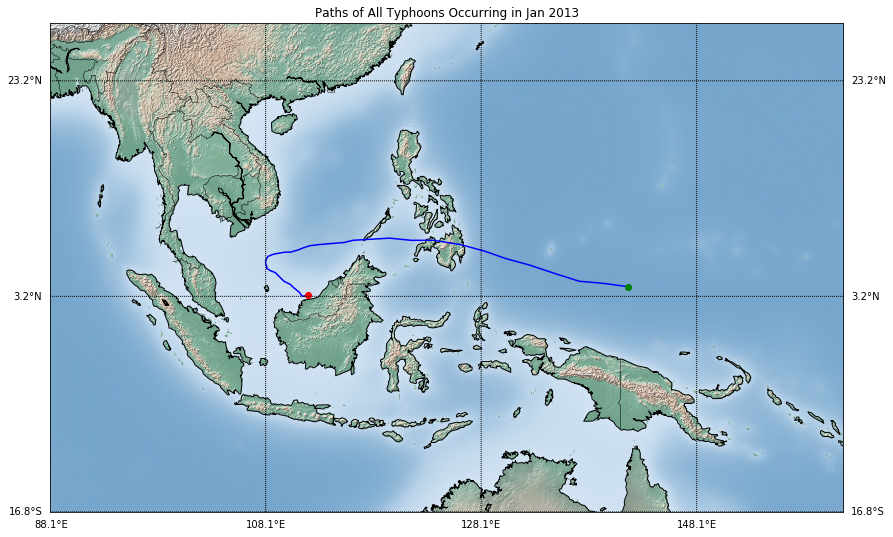 Paths of All Typhoons Occurring in Jan 2013
23.2°N 23.2°N
3.2°N 3.2°N
16.8°S 16.8°S
88.1°E 108.1°E 128.1°E 148.1°E